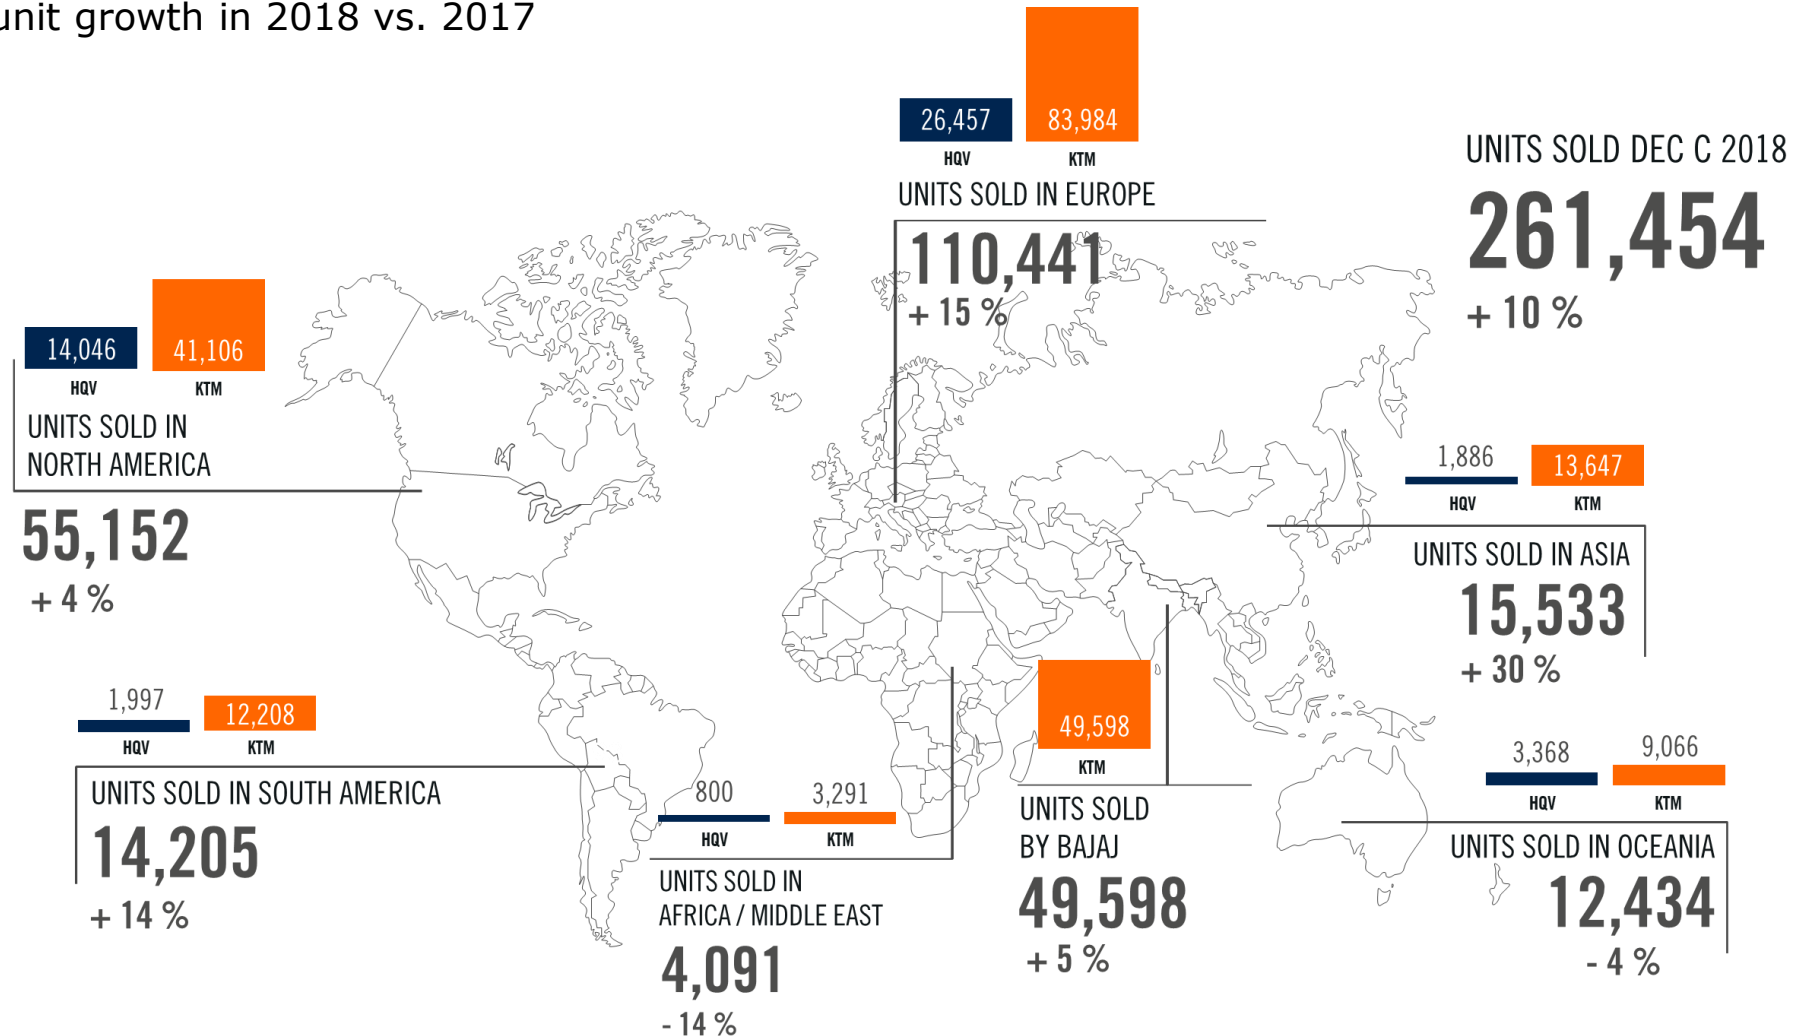 unit growth in 2018 vs. 2017
26,457
83,984
HQV
KTM
UNITS SOLD IN EUROPE
110,441
+ 15 %
UNITS SOLD DEC C 2018
261,454
+ 10 %
14,046
41,106
HQV
KTM
UNITS SOLD IN
NORTH AMERICA
55,152
+ 4 %
1,886
13,647
HQV
KTM
UNITS SOLD IN ASIA
15,533
+ 30 %
1,997
12,208
HQV
KTM
UNITS SOLD IN SOUTH AMERICA
14,205
+ 14 %
800
3,291
HQV
KTM
UNITS SOLD IN
AFRICA / MIDDLE EAST
4,091
- 14 %
49,598
KTM
UNITS SOLD
BY BAJAJ
49,598
+ 5 %
3,368
9,066
HQV
KTM
UNITS SOLD IN OCEANIA
12,434
- 4 %